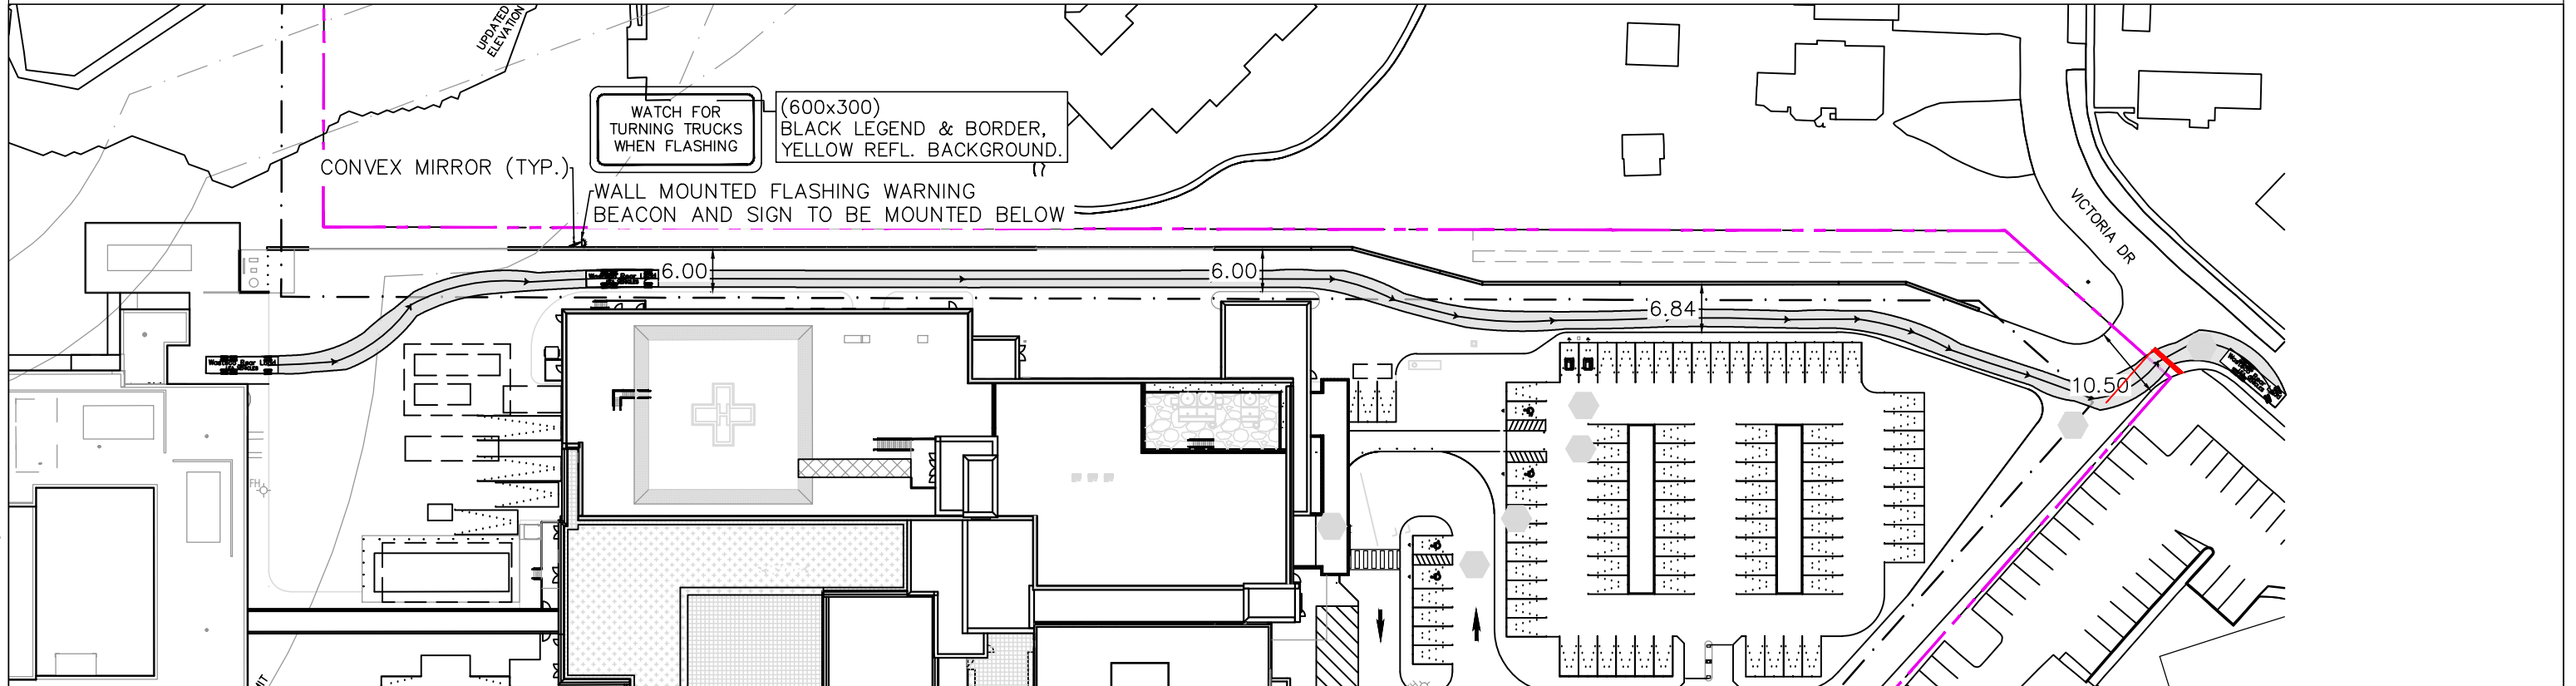 UPDATED
ELEVATION
WATCH FOR
TURNING TRUCKS
WHEN FLASHING
(600x300)
BLACK LEGEND & BORDER,
YELLOW REFL. BACKGROUND.
CONVEX MIRROR (TYP.)
WALL MOUNTED FLASHING WARNING
BEACON AND SIGN TO BE MOUNTED BELOW
VICTORIA DR
6.00
6.00
6.84
10.50
FH